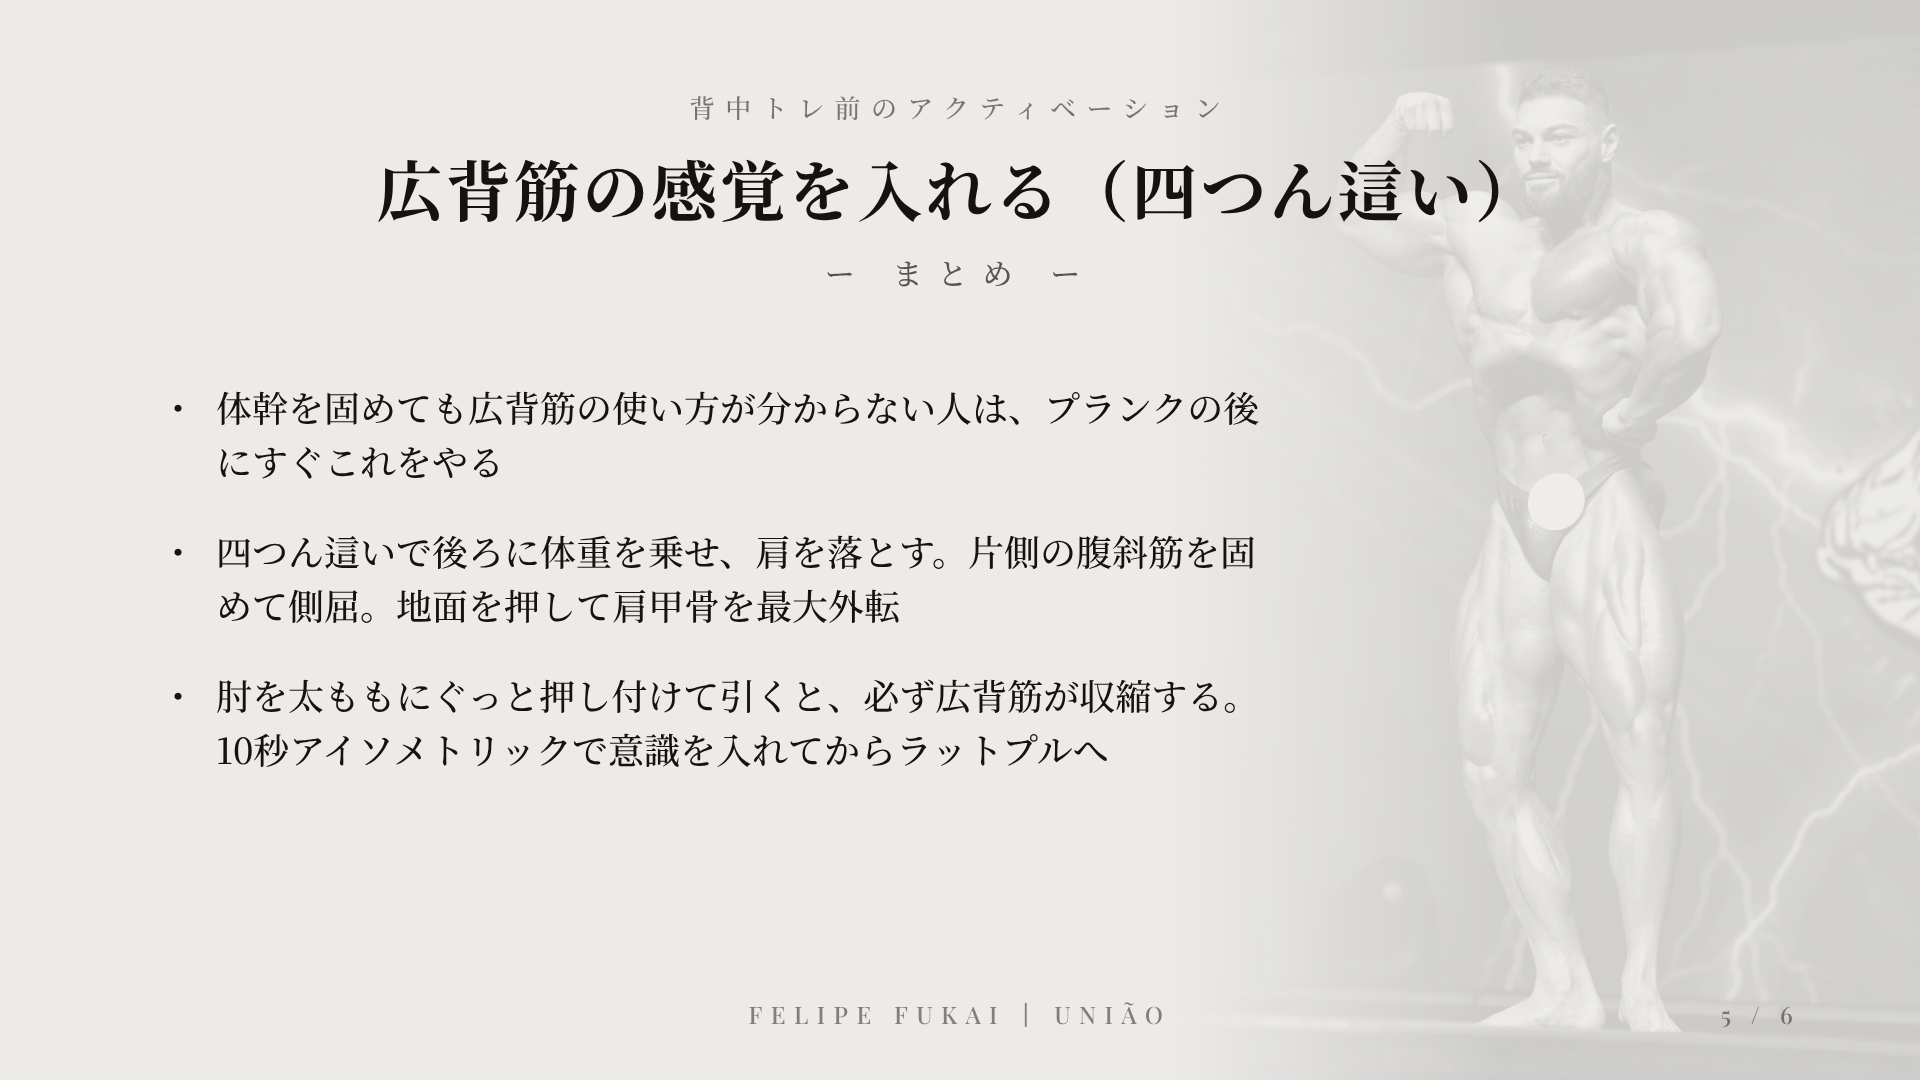 背中トレ前のアクティベーション
広背筋の感覚を入れる（四つん這い）
ー まとめ ー
・ 体幹を固めても広背筋の使い方が分からない人は、プランクの後
にすぐこれをやる
・ 四つん這いで後ろに体重を乗せ、肩を落とす。片側の腹斜筋を固
めて側屈。地面を押して肩甲骨を最大外転
・ 肘を太ももにぐっと押し付けて引くと、必ず広背筋が収縮する。
10秒アイソメトリックで意識を入れてからラットプルへ
FELIPE FUKAI | UNIÃO
5 / 6